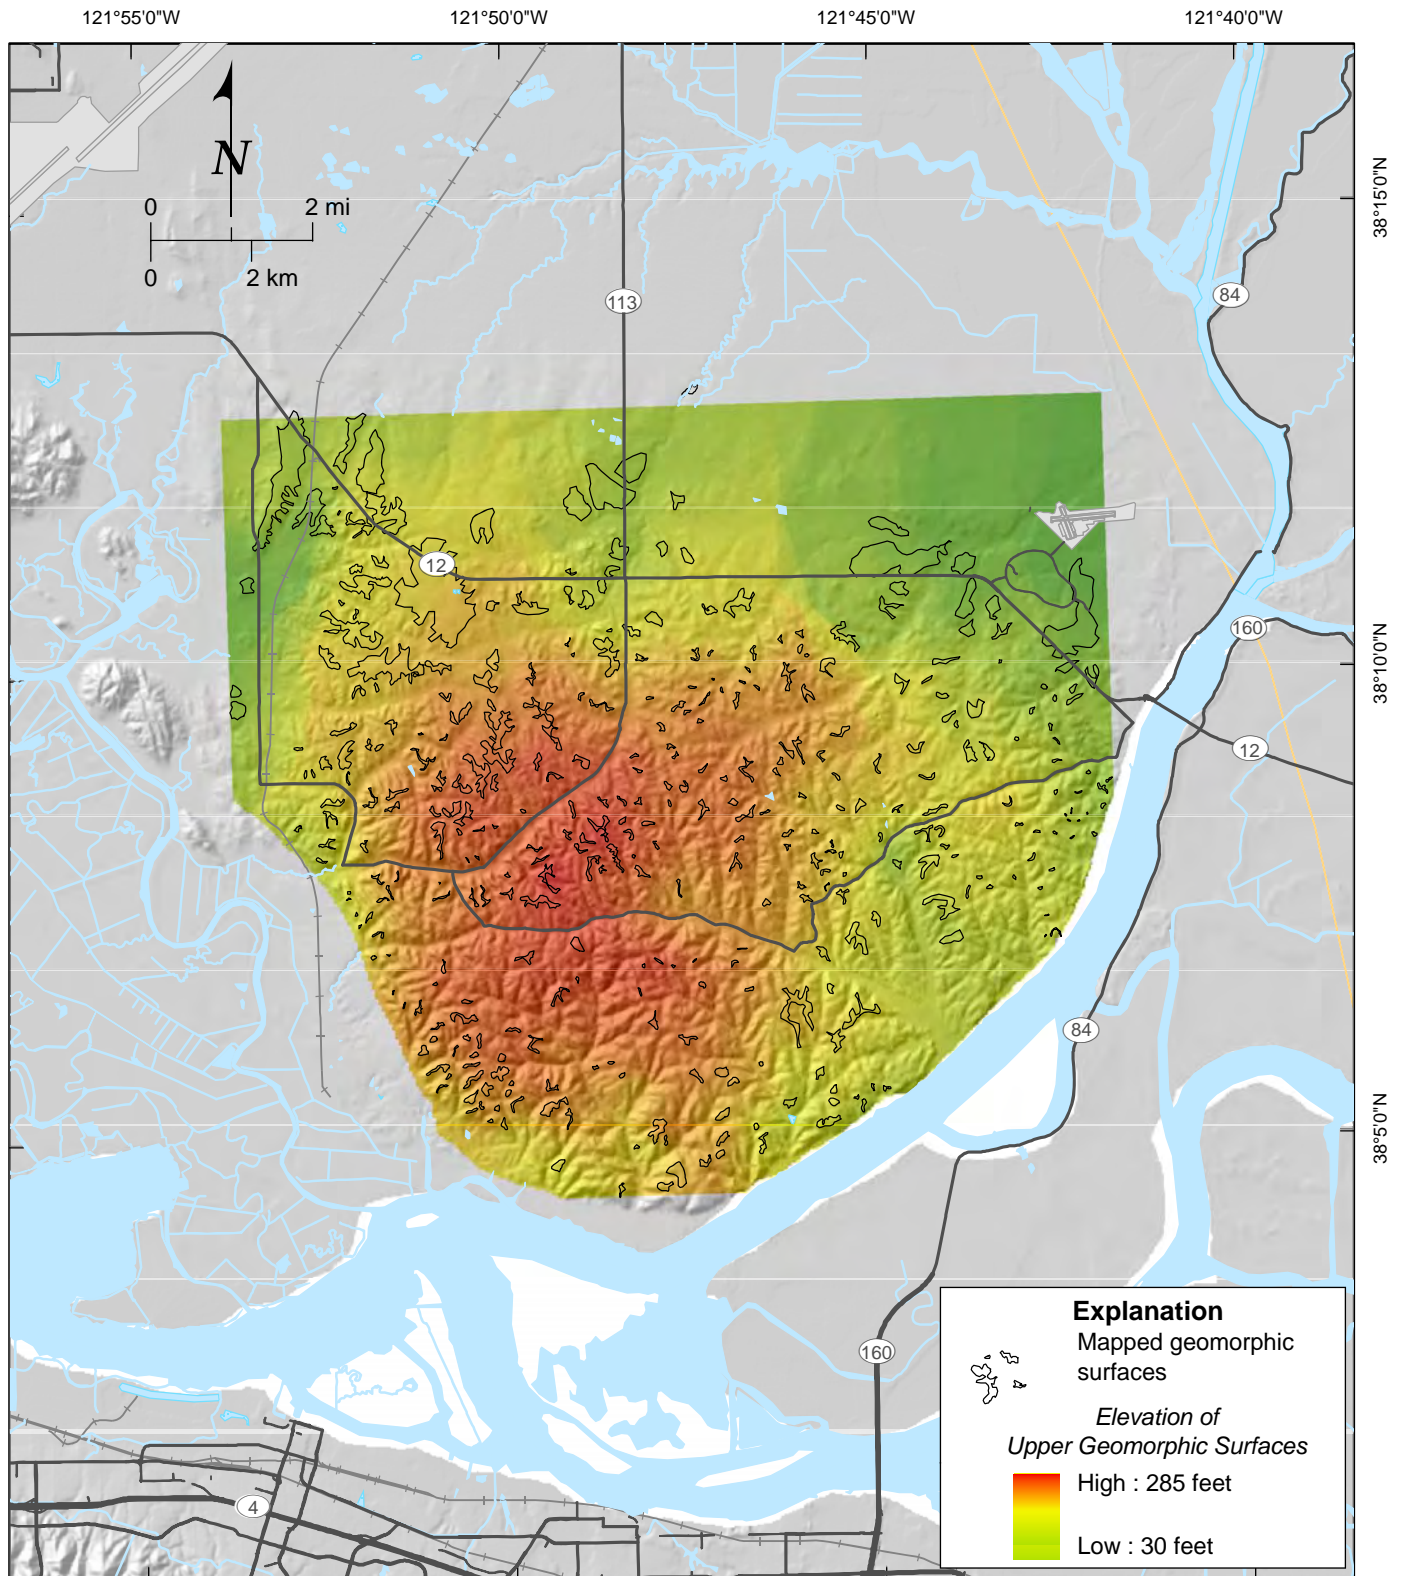 121°55'0"W
121°50'0"W
121°45'0"W
121°40'0"W
N
0 2 mi
0 2 km
38°15'0"N
84
113
12
160
38°10'0"N
12
84
38°5'0"N
160
4
Explanation
Mapped geomorphic
surfaces
Elevation of
Upper Geomorphic Surfaces
High : 285 feet
Low : 30 feet